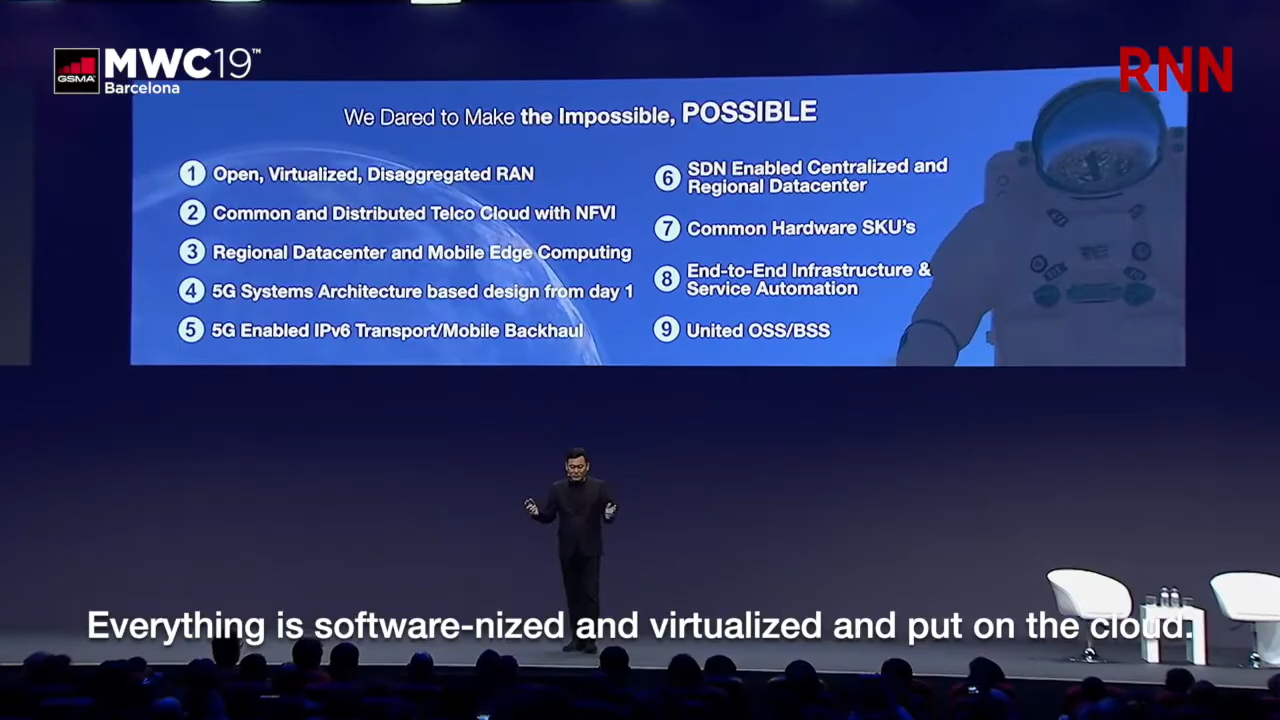 GSMA
MWC19™
Barcelona
RNN
We Dared to Make the Impossible, POSSIBLE
1 Open, Virtualized, Disaggregated RAN
2 Common and Distributed Telco Cloud with NFVI
3 Regional Datacenter and Mobile Edge Computing
4 5G Systems Architecture based design from day 1
5 5G Enabled IPv6 Transport/Mobile Backhaul
6 SDN Enabled Centralized and
Regional Datacenter
7 Common Hardware SKU's
8 End-to-End Infrastructure &
Service Automation
9 United OSS/BSS
Everything is software-nized and virtualized and put on the cloud.